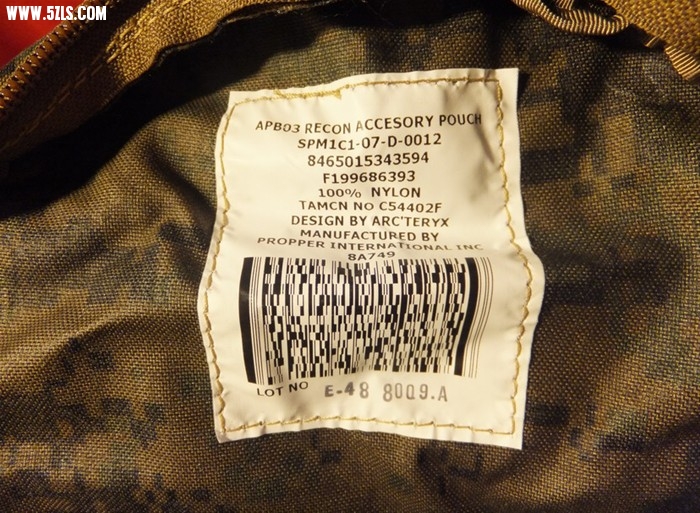 WWW.5ZLS.COM
APB03 RECON ACCESORY POUCH
SPM1C1-07-D-0012
8465015343594
F199686393
100% NYLON
TAMCN NO C54402F
DESIGN BY ARC'TERYX
MANUFACTURED BY
PROPPER INTERNATIONAL INC
8A749
LOT NO E-48 8009.A